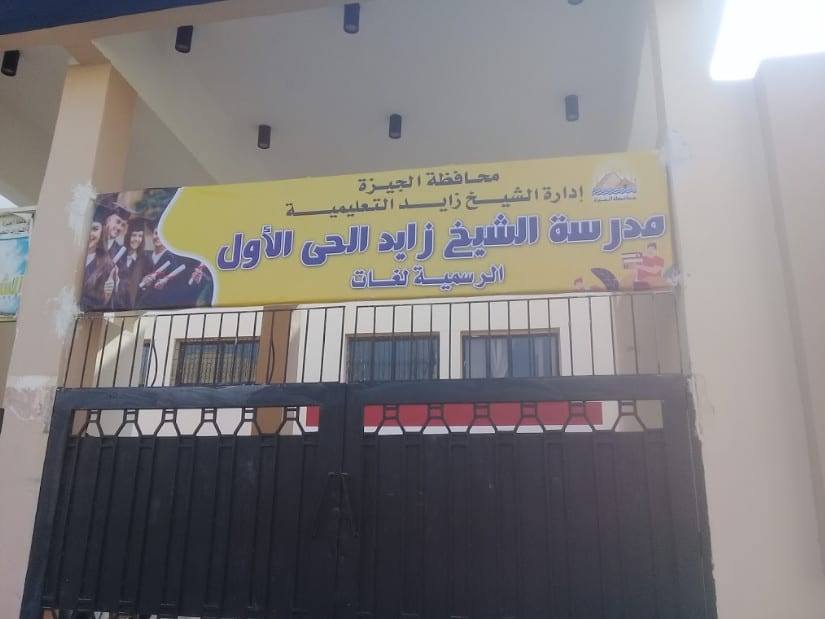 محافظة الجيزة
إدارة الشيخ زايد التعليمية
مدرسة الشيخ زايد الحى الأول
الرسمية لغات